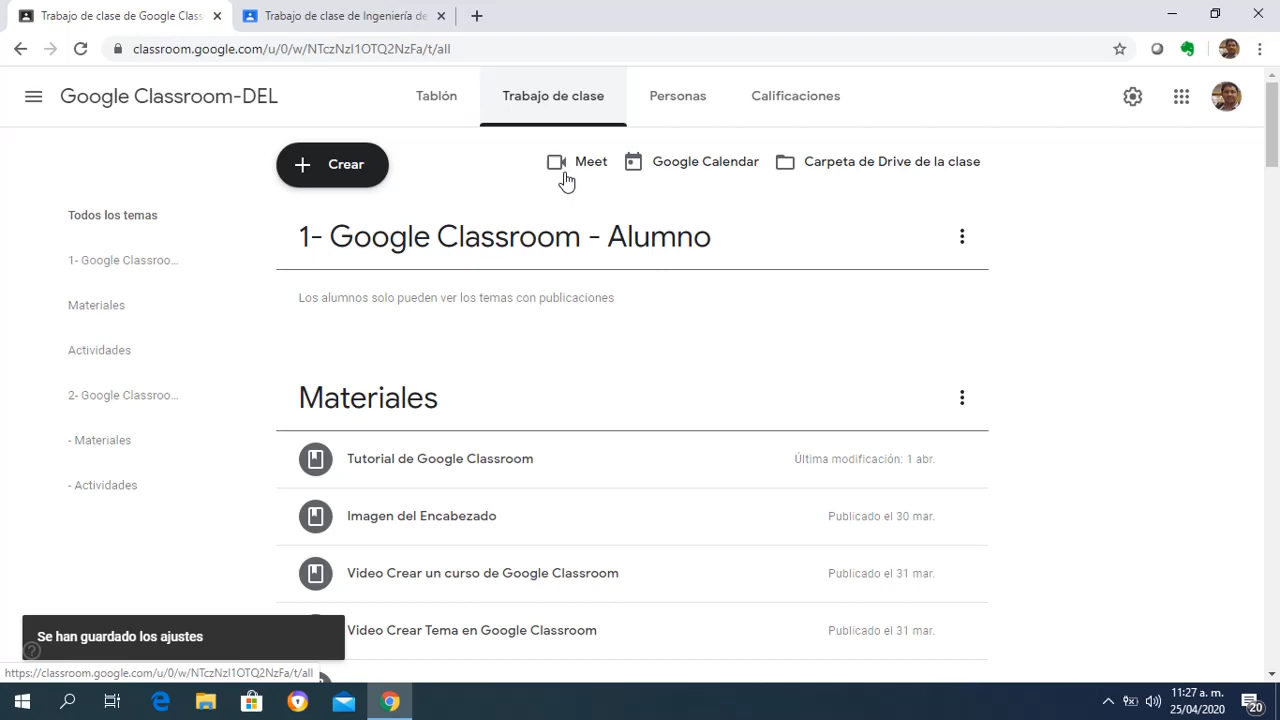 Trabajo de clase de Google Clas
Trabajo de clase de Ingeniería de
classroom.google.com/u/0/w/NTczNzI1OTQ2NzFa/t/all
Google Classroom-DEL
Tablón
Trabajo de clase
Personas
Calificaciones
Crear
Meet
Google Calendar
Carpeta de Drive de la clase
Todos los temas
1- Google Classroo...
Materiales
Actividades
2- Google Classroo...
- Materiales
- Actividades
1- Google Classroom - Alumno
Los alumnos solo pueden ver los temas con publicaciones
Materiales
Tutorial de Google Classroom
Última modificación: 1 abr.
Imagen del Encabezado
Publicado el 30 mar.
Video Crear un curso de Google Classroom
Publicado el 31 mar.
Video Crear Tema en Google Classroom
Publicado el 31 mar.
Se han guardado los ajustes
https://classroom.google.com/u/0/w/NTczNzI1OTQ2NzFa/t/all
11:27 a. m.
25/04/2020
20